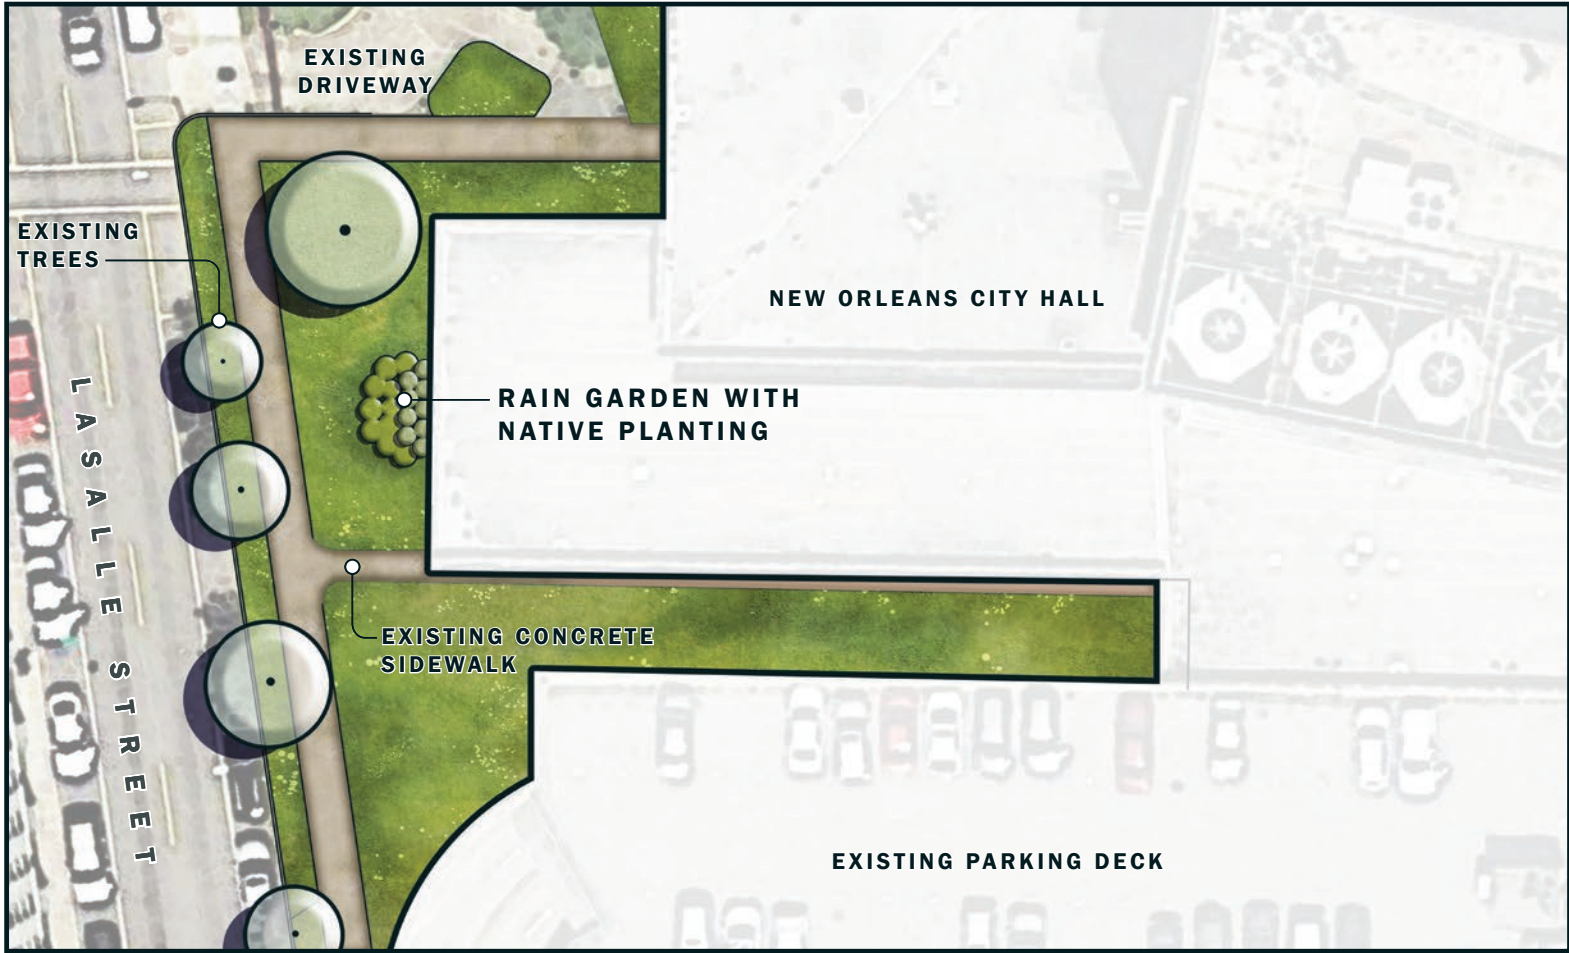 EXISTING
DRIVEWAY
EXISTING
TREES
NEW ORLEANS CITY HALL
RAIN GARDEN WITH
NATIVE PLANTING
LASALLE STREET
EXISTING CONCRETE
SIDEWALK
EXISTING PARKING DECK